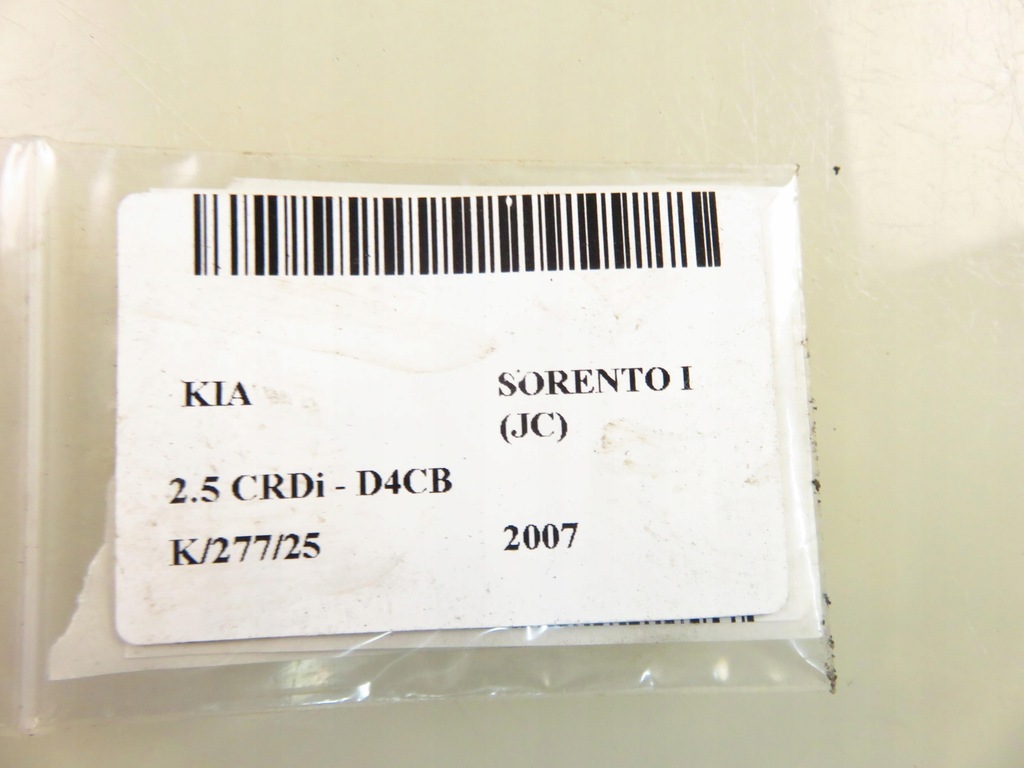 KIA
SORENTO I
(JC)
2.5 CRDi - D4CB
K/277/25
2007